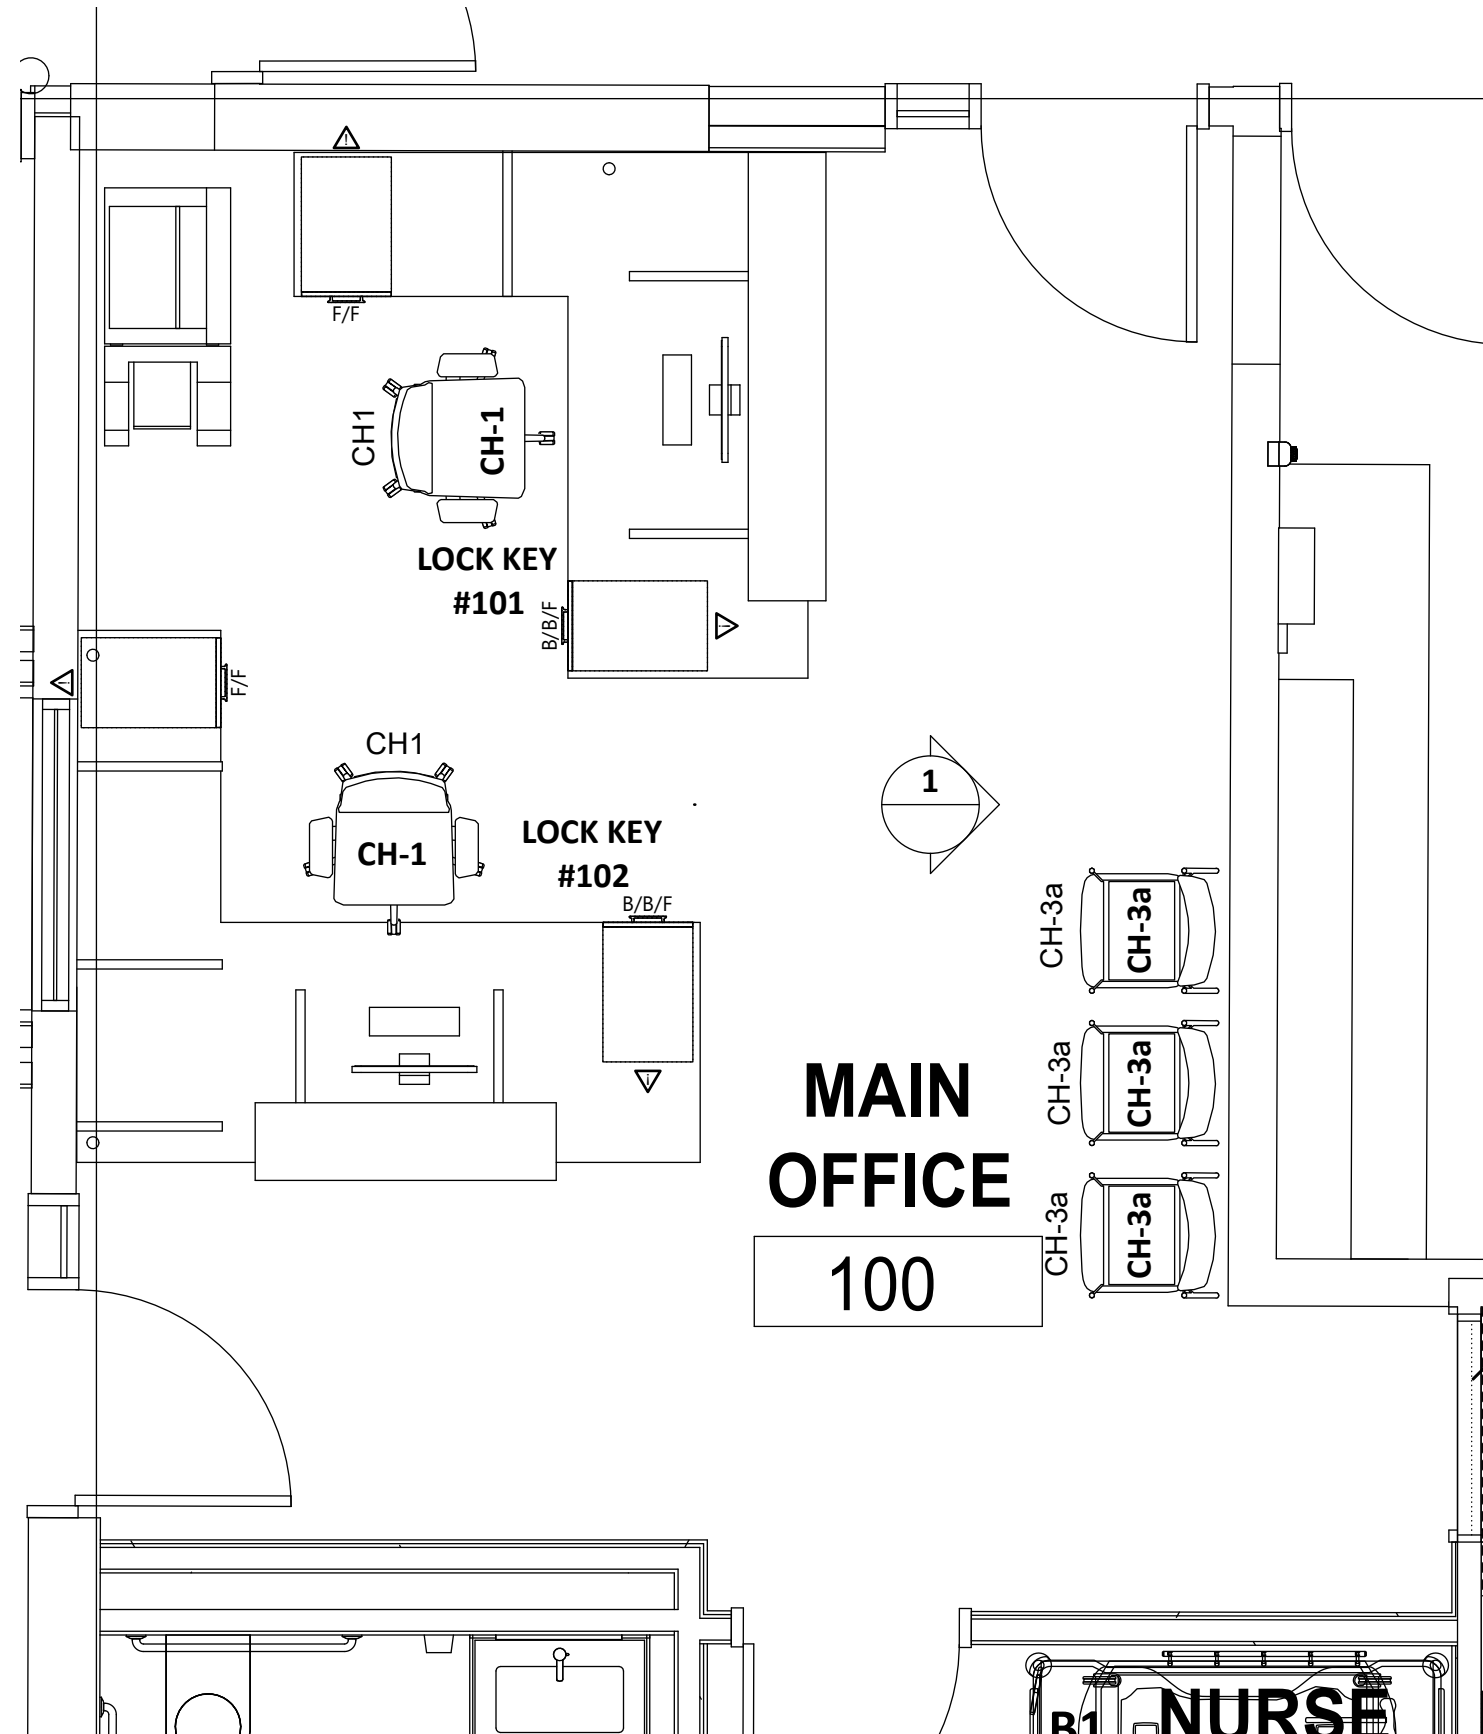 F/F
CH1
CH-1
LOCK KEY
#101
B/B/F
F/F
CH1
CH-1
LOCK KEY
#102
B/B/F
1
CH-3a
CH-3a
CH-3a
CH-3a
CH-3a
CH-3a
MAIN
OFFICE
100
NURSE
B1